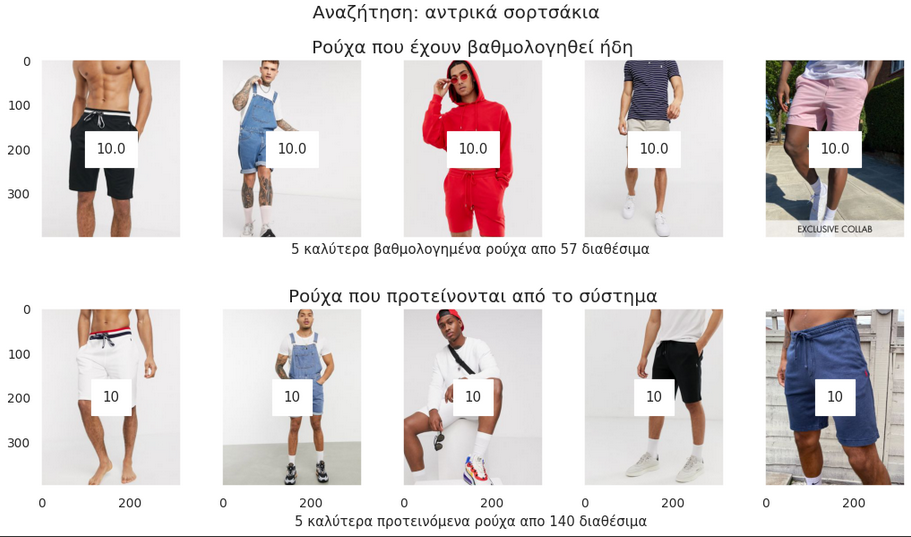 Αναζήτηση: αντρικά σορτσάκια
Ρούχα που έχουν βαθμολογηθεί ήδη
0
100
200
300
10.0 10.0 10.0 10.0 10.0
EXCLUSIVE COLLAB
5 καλύτερα βαθμολογημένα ρούχα απο 57 διαθέσιμα
Ρούχα που προτείνονται από το σύστημα
0
100
200
300
10 10 10 10 10
0 200 0 200 0 200 0 200 0 200
5 καλύτερα προτεινόμενα ρούχα απο 140 διαθέσιμα